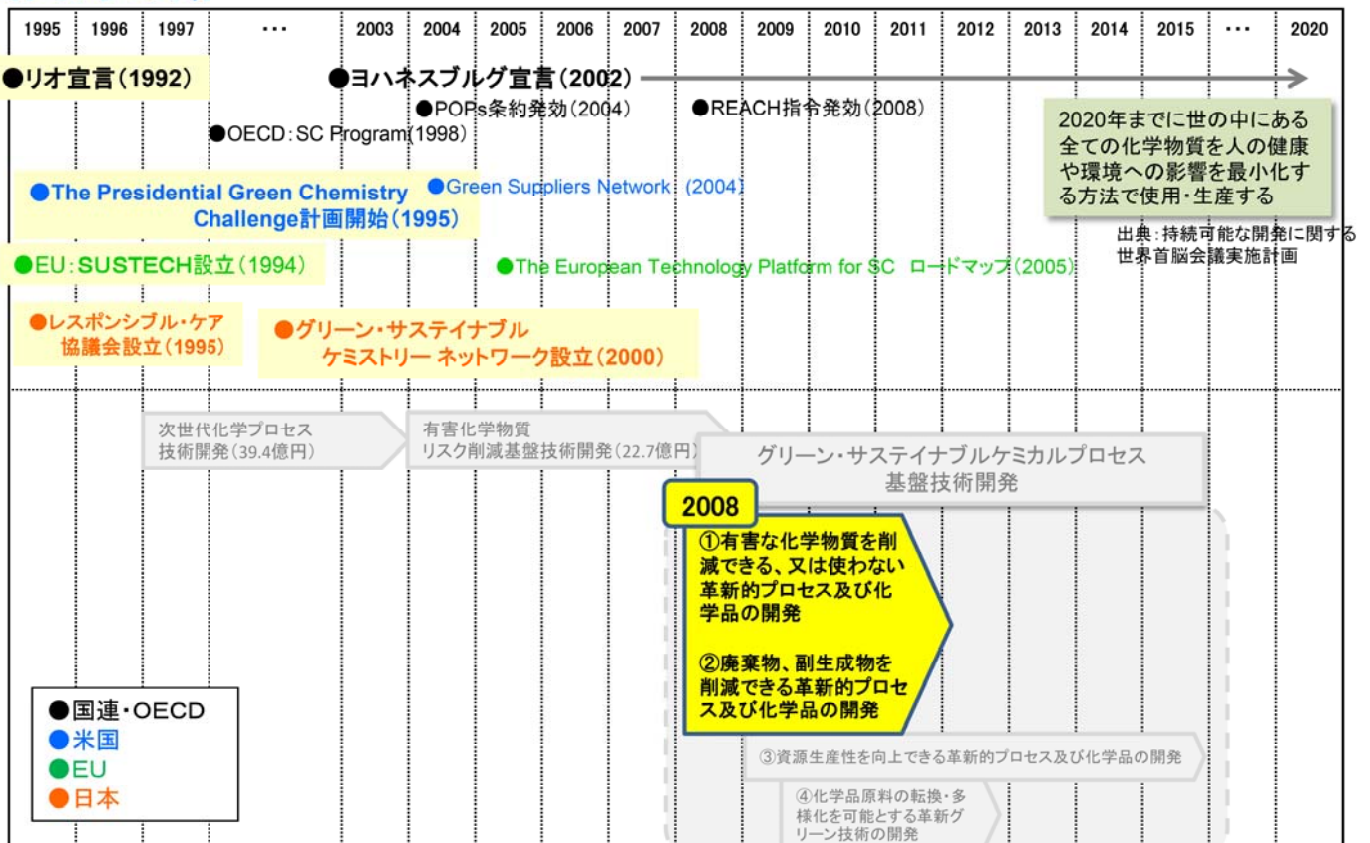 1995 1996 1997 ・・・ 2003 2004 2005 2006 2007 2008 2009 2010 2011 2012 2013 2014 2015 ・・・ 2020
●リオ宣言(1992)
●ヨハネスブルグ宣言(2002)
●POPs条約発効(2004)
●REACH指令発効(2008)
●OECD:SC Program(1998)
2020年までに世の中にある
全ての化学物質を人の健康
や環境への影響を最小化す
る方法で使用・生産する
出典:持続可能な開発に関する
世界首脳会議実施計画
●The Presidential Green Chemistry
Challenge計画開始(1995)
●Green Suppliers Network (2004)
●EU:SUSTECH設立(1994)
●The European Technology Platform for SC ロードマップ(2005)
●レスポンシブル・ケア
協議会設立(1995)
●グリーン・サステイナブル
ケミストリー ネットワーク設立(2000)
次世代化学プロセス
技術開発(39.4億円)
有害化学物質
リスク削減基盤技術開発(22.7億円)
グリーン・サステイナブルケミカルプロセス
基盤技術開発
2008
①有害な化学物質を削
減できる、又は使わない
革新的プロセス及び化
学品の開発
②廃棄物、副生成物を
削減できる革新的プロセ
ス及び化学品の開発
③資源生産性を向上できる革新的プロセス及び化学品の開発
④化学品原料の転換・多
様化を可能とする革新グ
リーン技術の開発
●国連・OECD
●米国
●EU
●日本